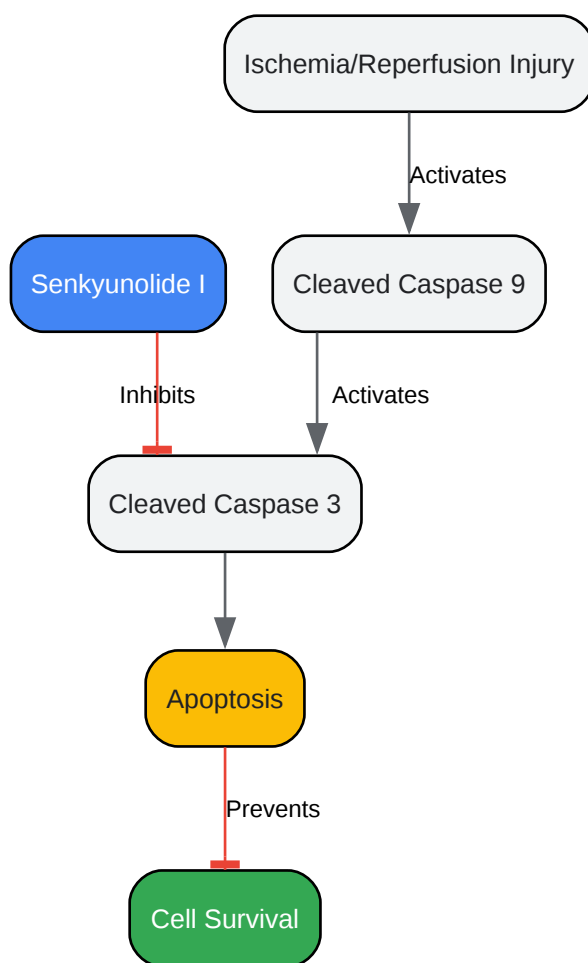 Ischemia/Reperfusion Injury
Activates
Senkyunolide I
Cleaved Caspase 9
Inhibits
Activates
Cleaved Caspase 3
Apoptosis
Prevents
Cell Survival